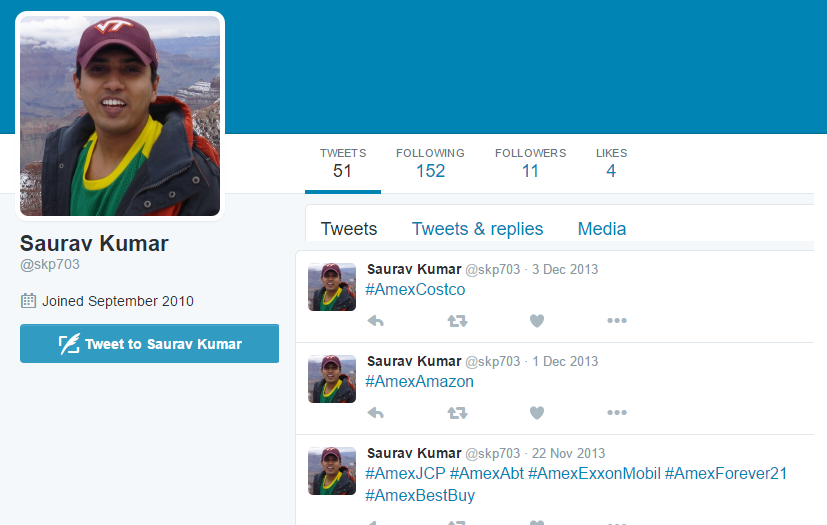 VT
TWEETS FOLLOWING FOLLOWERS LIKES
51 152 11 4
Tweets Tweets & replies Media
Saurav Kumar
@skp703
Joined September 2010
Tweet to Saurav Kumar
Saurav Kumar @skp703 · 3 Dec 2013
#AmexCostco
Saurav Kumar @skp703 · 1 Dec 2013
#AmexAmazon
Saurav Kumar @skp703 · 22 Nov 2013
#AmexJCP #AmexAbt #AmexExxonMobil #AmexForever21
#AmexBestBuy